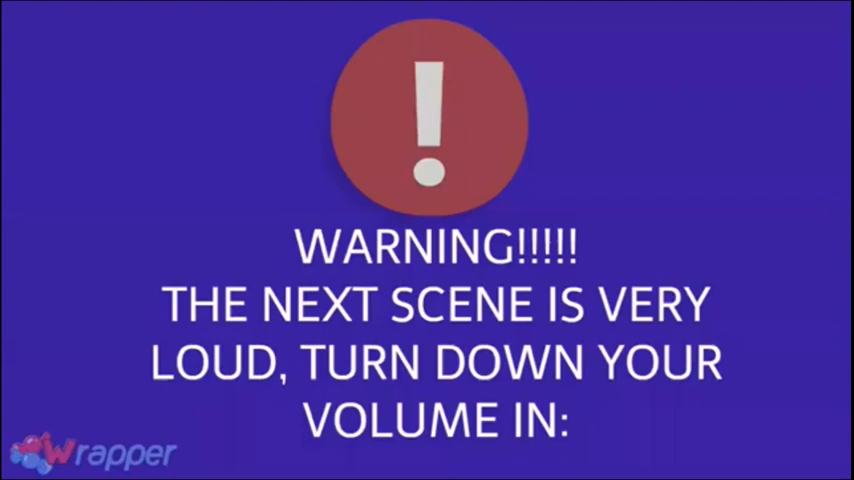 WARNING!!!!!
THE NEXT SCENE IS VERY
LOUD, TURN DOWN YOUR
VOLUME IN:
Wrapper